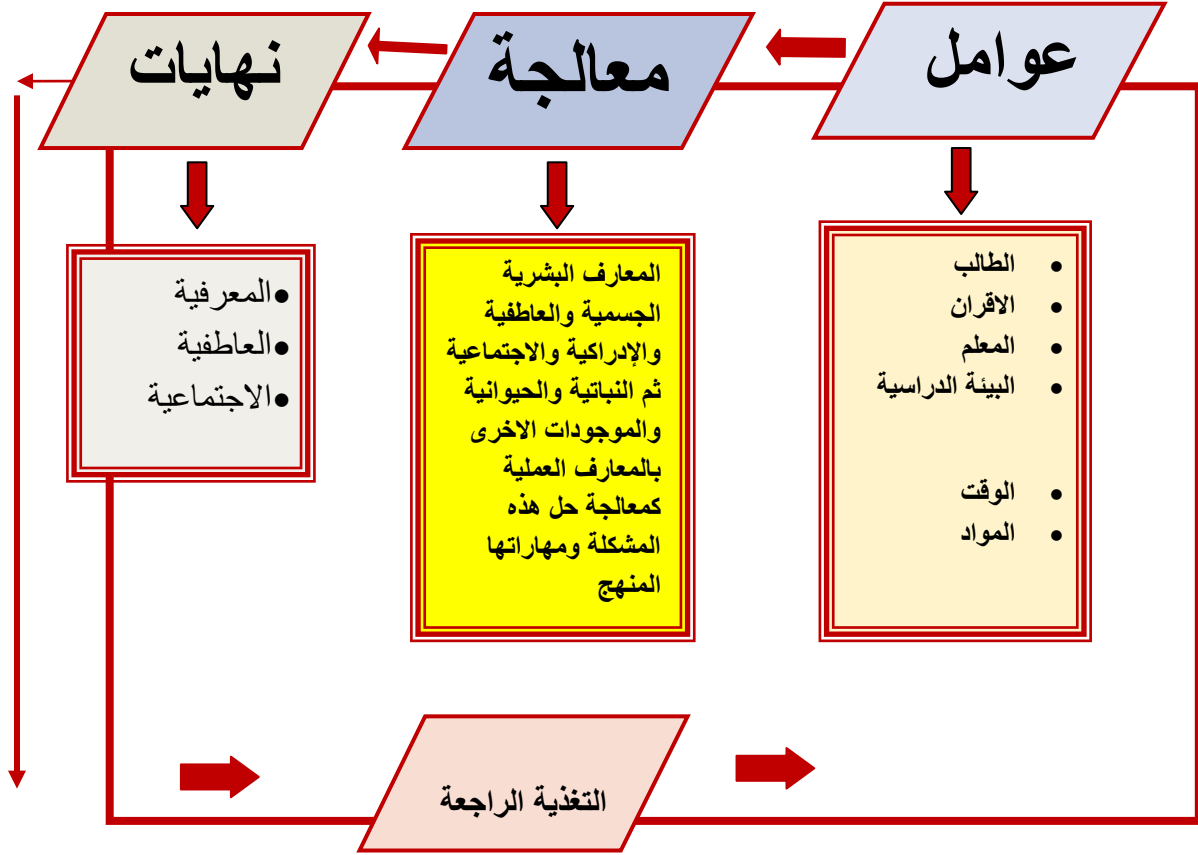 عوامل
معالجة
نهايات
• الطالب
• الاقران
• المعلم
• البيئة الدراسية
• الوقت
• المواد
المعارف البشرية
الجسمية والعاطفية
والإدراكية والاجتماعية
ثم النباتية والحيوانية
والموجودات الاخرى
بالمعارف العملية
كمعالجة حل هذه
المشكلة ومهاراتها
المنهج
•المعرفية
•العاطفية
•الاجتماعية
التغذية الراجعة